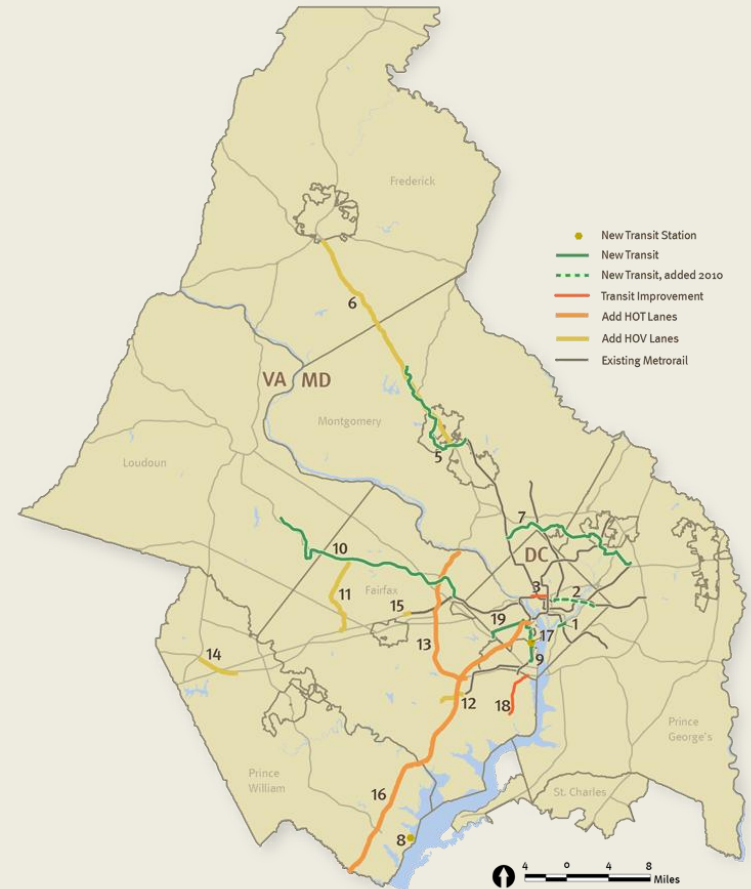 Frederick
New Transit Station
New Transit
New Transit, added 2010
Transit Improvement
Add HOT Lanes
Add HOV Lanes
Existing Metrorail
6
VA MD
Montgomery
Loudoun
5
7
10
DC
11
Fairfax
15
3
2
19
1
17
13
9
14
12
18
Prince
George's
Prince
William
16
St. Charles
8
4 0 4 8
Miles